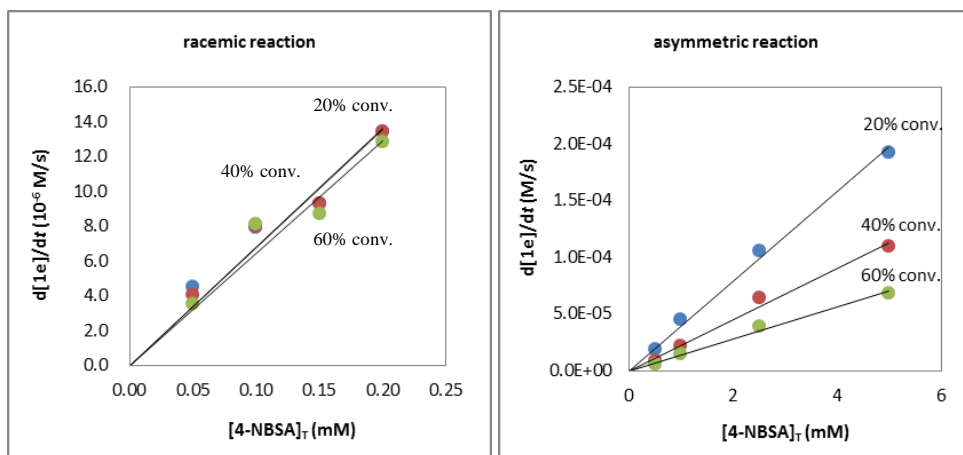 racemic reaction
d[1e]/dt (10⁻⁶ M/s)
16.0
14.0
12.0
10.0
8.0
6.0
4.0
2.0
0.0
20% conv.
40% conv.
60% conv.
0.00 0.05 0.10 0.15 0.20 0.25
[4-NBSA]T (mM)
asymmetric reaction
d[1e]/dt (M/s)
2.5E-04
2.0E-04
1.5E-04
1.0E-04
5.0E-05
0.0E+00
20% conv.
40% conv.
60% conv.
0 2 4 6
[4-NBSA]T (mM)